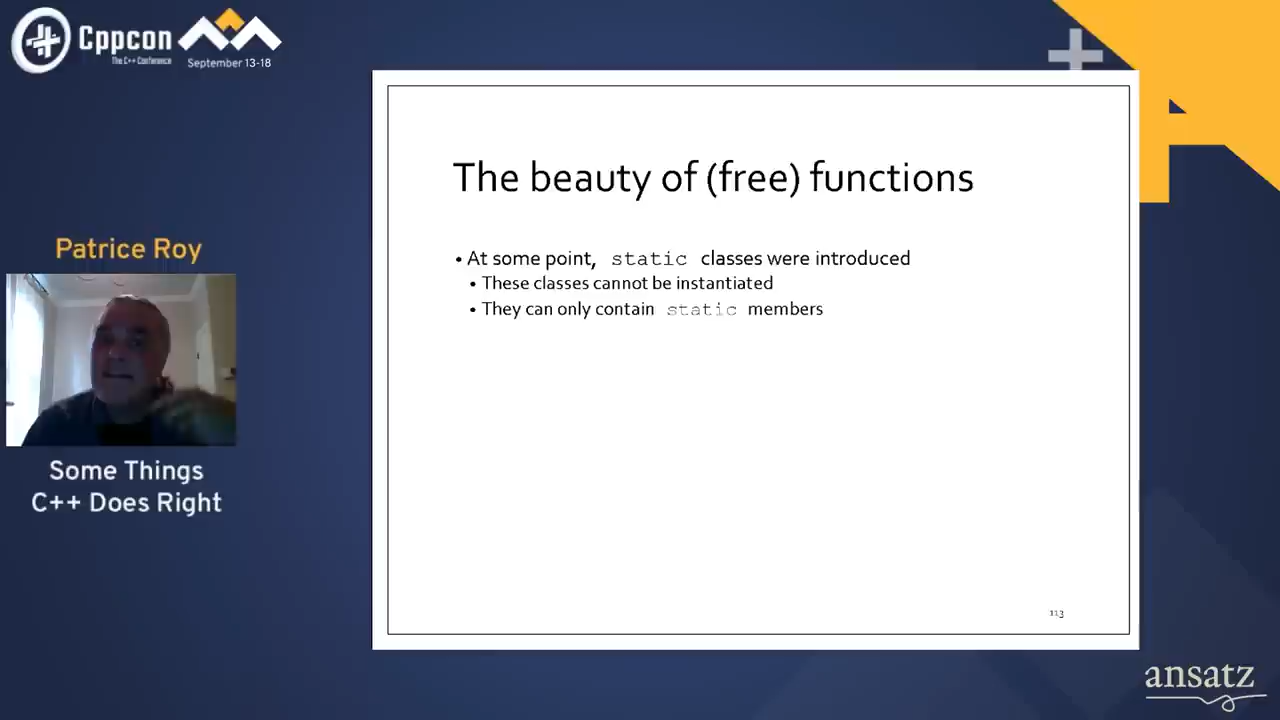 Cppcon
The C++ Conference
September 13-18
Patrice Roy
Some Things
C++ Does Right
The beauty of (free) functions
• At some point, static classes were introduced
• These classes cannot be instantiated
• They can only contain static members
113
ansatz